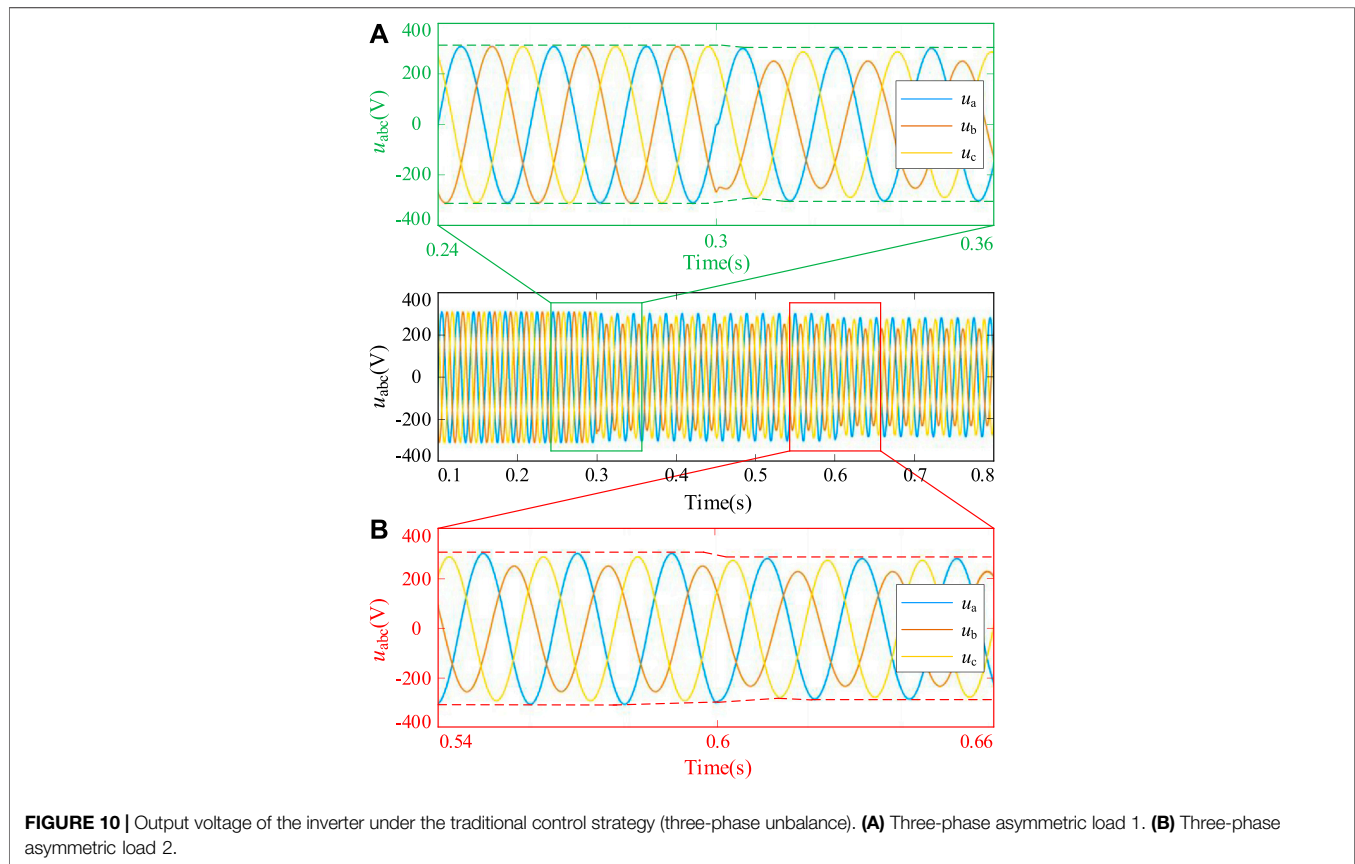 A
400
200
0
-200
-400
u_abc(V)
u_a
u_b
u_c
0.24
0.3
0.36
Time(s)
400
200
0
-200
-400
u_abc(V)
0.1 0.2 0.3 0.4 0.5 0.6 0.7 0.8
Time(s)
B
400
200
0
-200
-400
u_abc(V)
u_a
u_b
u_c
0.54
0.6
0.66
Time(s)
FIGURE 10 | Output voltage of the inverter under the traditional control strategy (three-phase unbalance). (A) Three-phase asymmetric load 1. (B) Three-phase
asymmetric load 2.